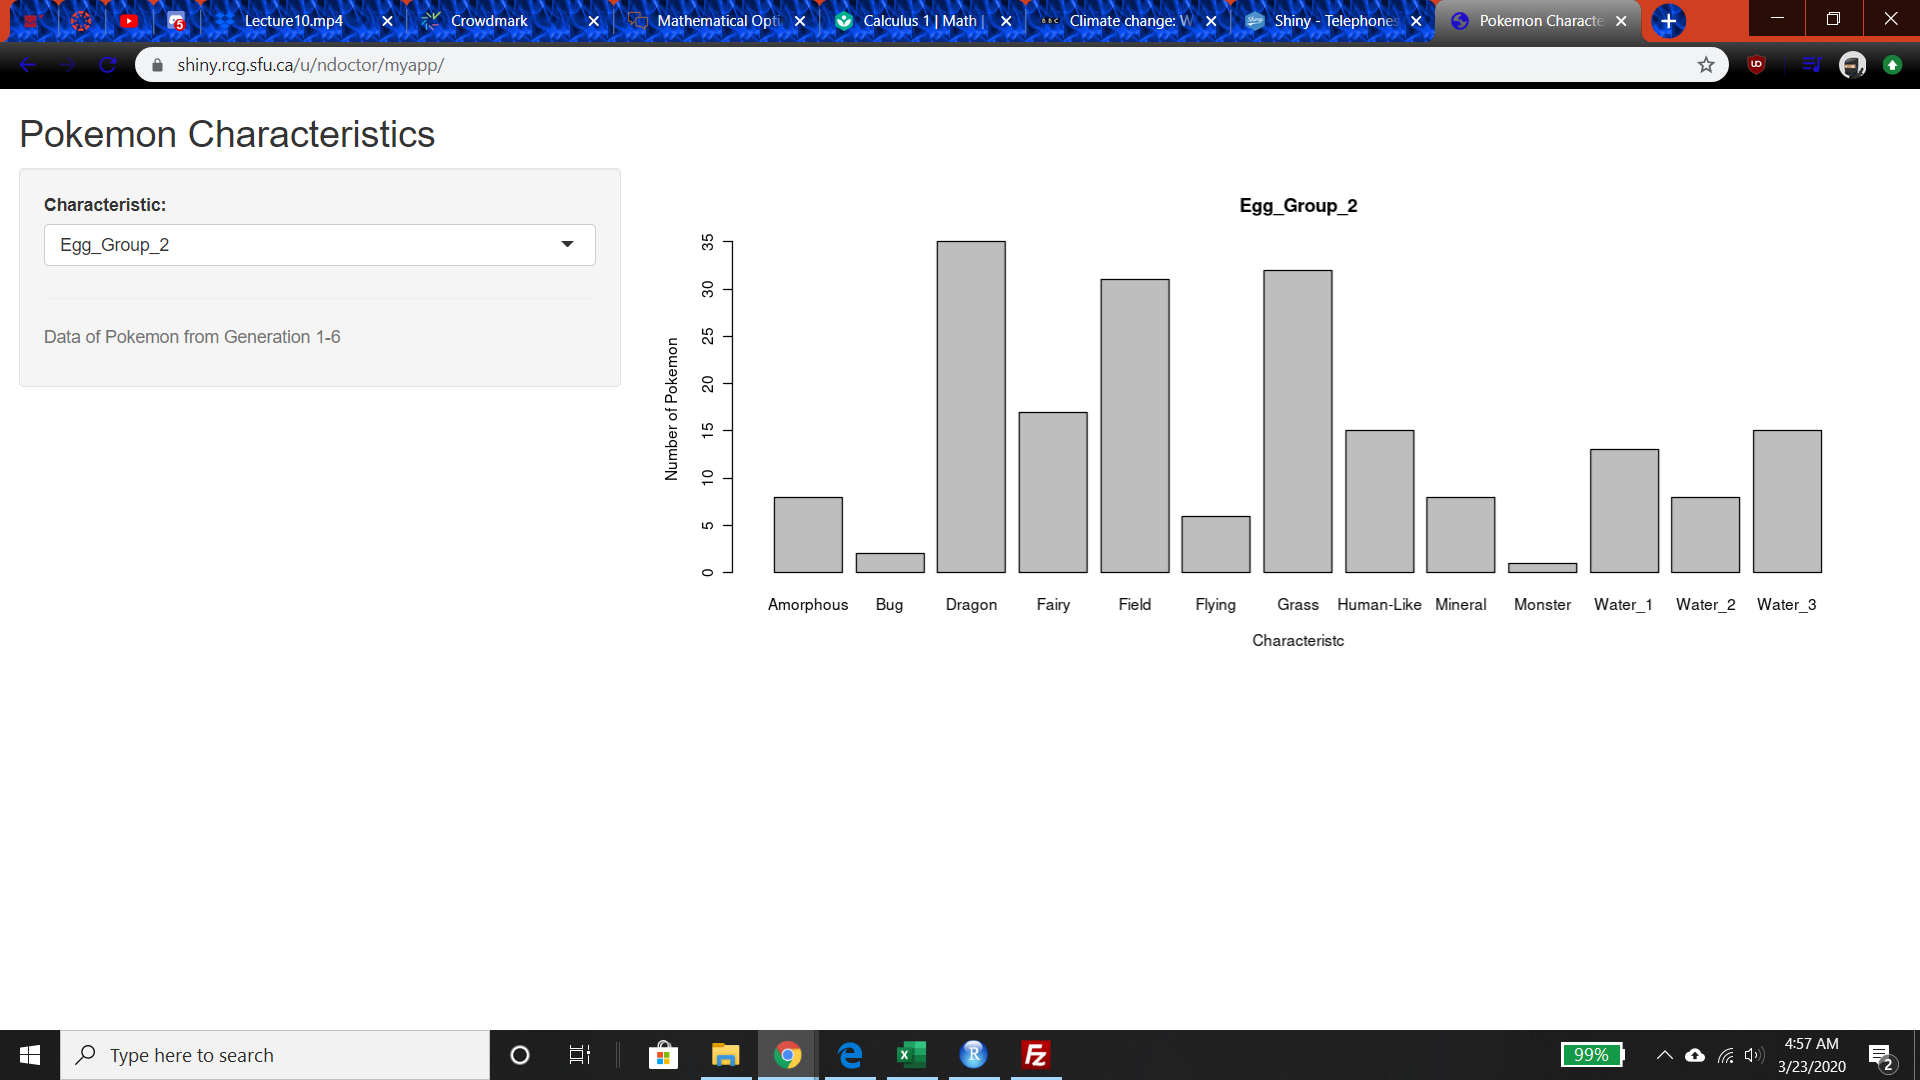 Lecture10.mp4
Crowdmark
Mathematical Opti
Calculus 1 | Math |
BBC
Climate change: W
Shiny - Telephones
Pokemon Characte
shiny.rcg.sfu.ca/u/ndoctor/myapp/
Pokemon Characteristics
Characteristic:
Egg_Group_2
Data of Pokemon from Generation 1-6
Egg_Group_2
Number of Pokemon
35
30
25
20
15
10
5
0
Amorphous Bug Dragon Fairy Field Flying Grass Human-Like Mineral Monster Water_1 Water_2 Water_3
Characteristc
Type here to search
99%
4:57 AM
3/23/2020
2